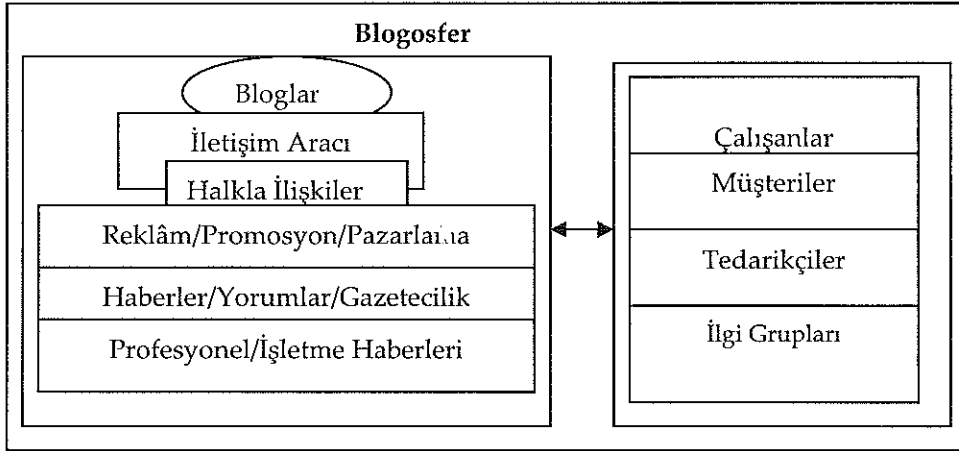 Blogosfer
Bloglar
İletişim Aracı
Halkla İlişkiler
Reklâm/Promosyon/Pazarlama
Haberler/Yorumlar/Gazetecilik
Profesyonel/İşletme Haberleri
Çalışanlar
Müşteriler
Tedarikçiler
İlgi Grupları